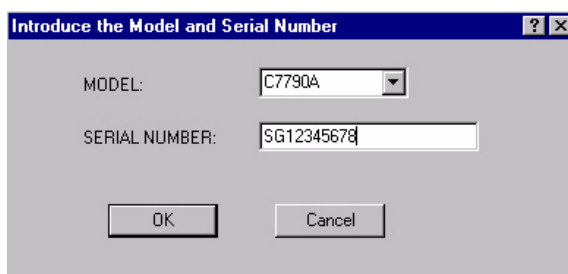 Introduce the Model and Serial Number
MODEL: C7790A
SERIAL NUMBER: SG12345678
OK Cancel